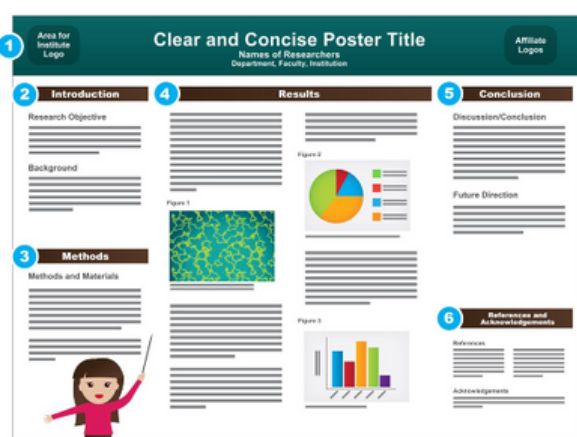 1
Area for
Institute
Logo
Clear and Concise Poster Title
Names of Researchers
Department, Faculty, Institution
Affiliate
Logos
2
Introduction
Research Objective
Background
3
Methods
Methods and Materials
4
Results
Figure 1
Figure 2
Figure 3
5
Conclusion
Discussion/Conclusion
Future Direction
6
References and
Acknowledgements
References
Acknowledgements